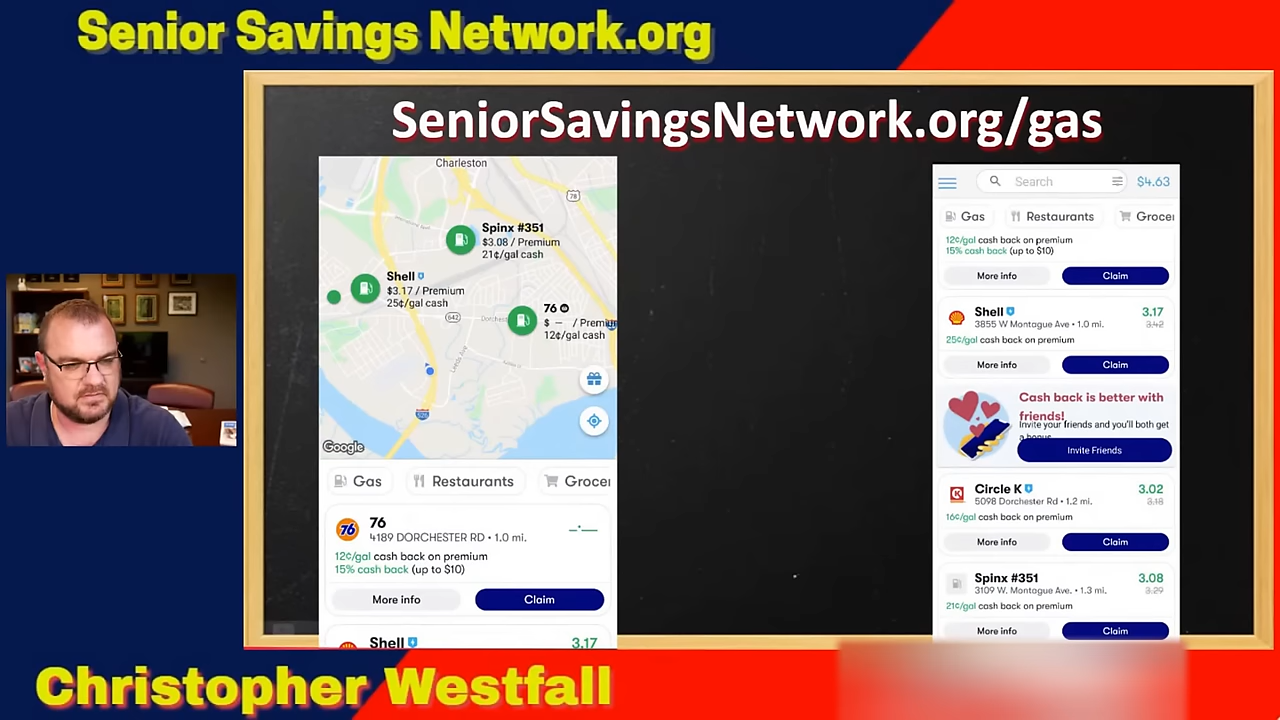 Senior Savings Network.org
SeniorSavingsNetwork.org/gas
Charleston
78
Spinx #351
$3.08 / Premium
21¢/gal cash
Shell
$3.17 / Premium
25¢/gal cash
642
Dorchest
76
$ — / Premium
12¢/gal cash
Leeds Ave
Google
Gas
Restaurants
Grocer
76
76
4189 DORCHESTER RD • 1.0 mi.
—.—
12¢/gal cash back on premium
15% cash back (up to $10)
More info
Claim
Shell
3.17
Search
$4.63
Gas
Restaurants
Grocer
12¢/gal cash back on premium
15% cash back (up to $10)
More info
Claim
Shell
3.17
3855 W Montague Ave • 1.0 mi.
3.42
25¢/gal cash back on premium
More info
Claim
Cash back is better with
friends!
Invite your friends and you'll both get
a bonus
Invite Friends
K
Circle K
3.02
5098 Dorchester Rd • 1.2 mi.
3.18
16¢/gal cash back on premium
More info
Claim
Spinx #351
3.08
3109 W. Montague Ave. • 1.3 mi.
3.29
21¢/gal cash back on premium
More info
Claim
Christopher Westfall